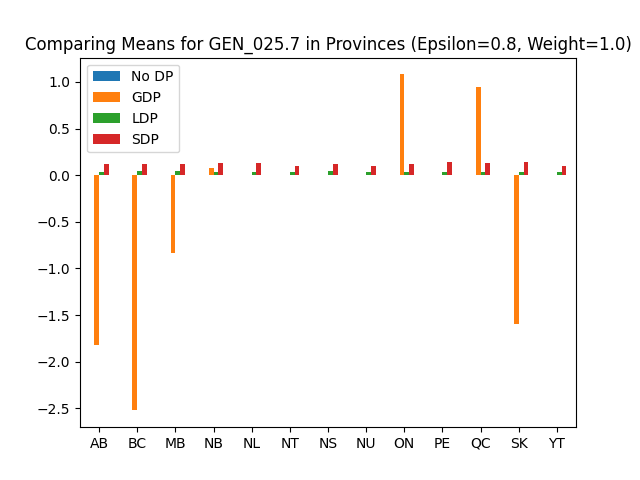 Comparing Means for GEN_025.7 in Provinces (Epsilon=0.8, Weight=1.0)
No DP
GDP
LDP
SDP
1.0
0.5
0.0
−0.5
−1.0
−1.5
−2.0
−2.5
AB BC MB NB NL NT NS NU ON PE QC SK YT